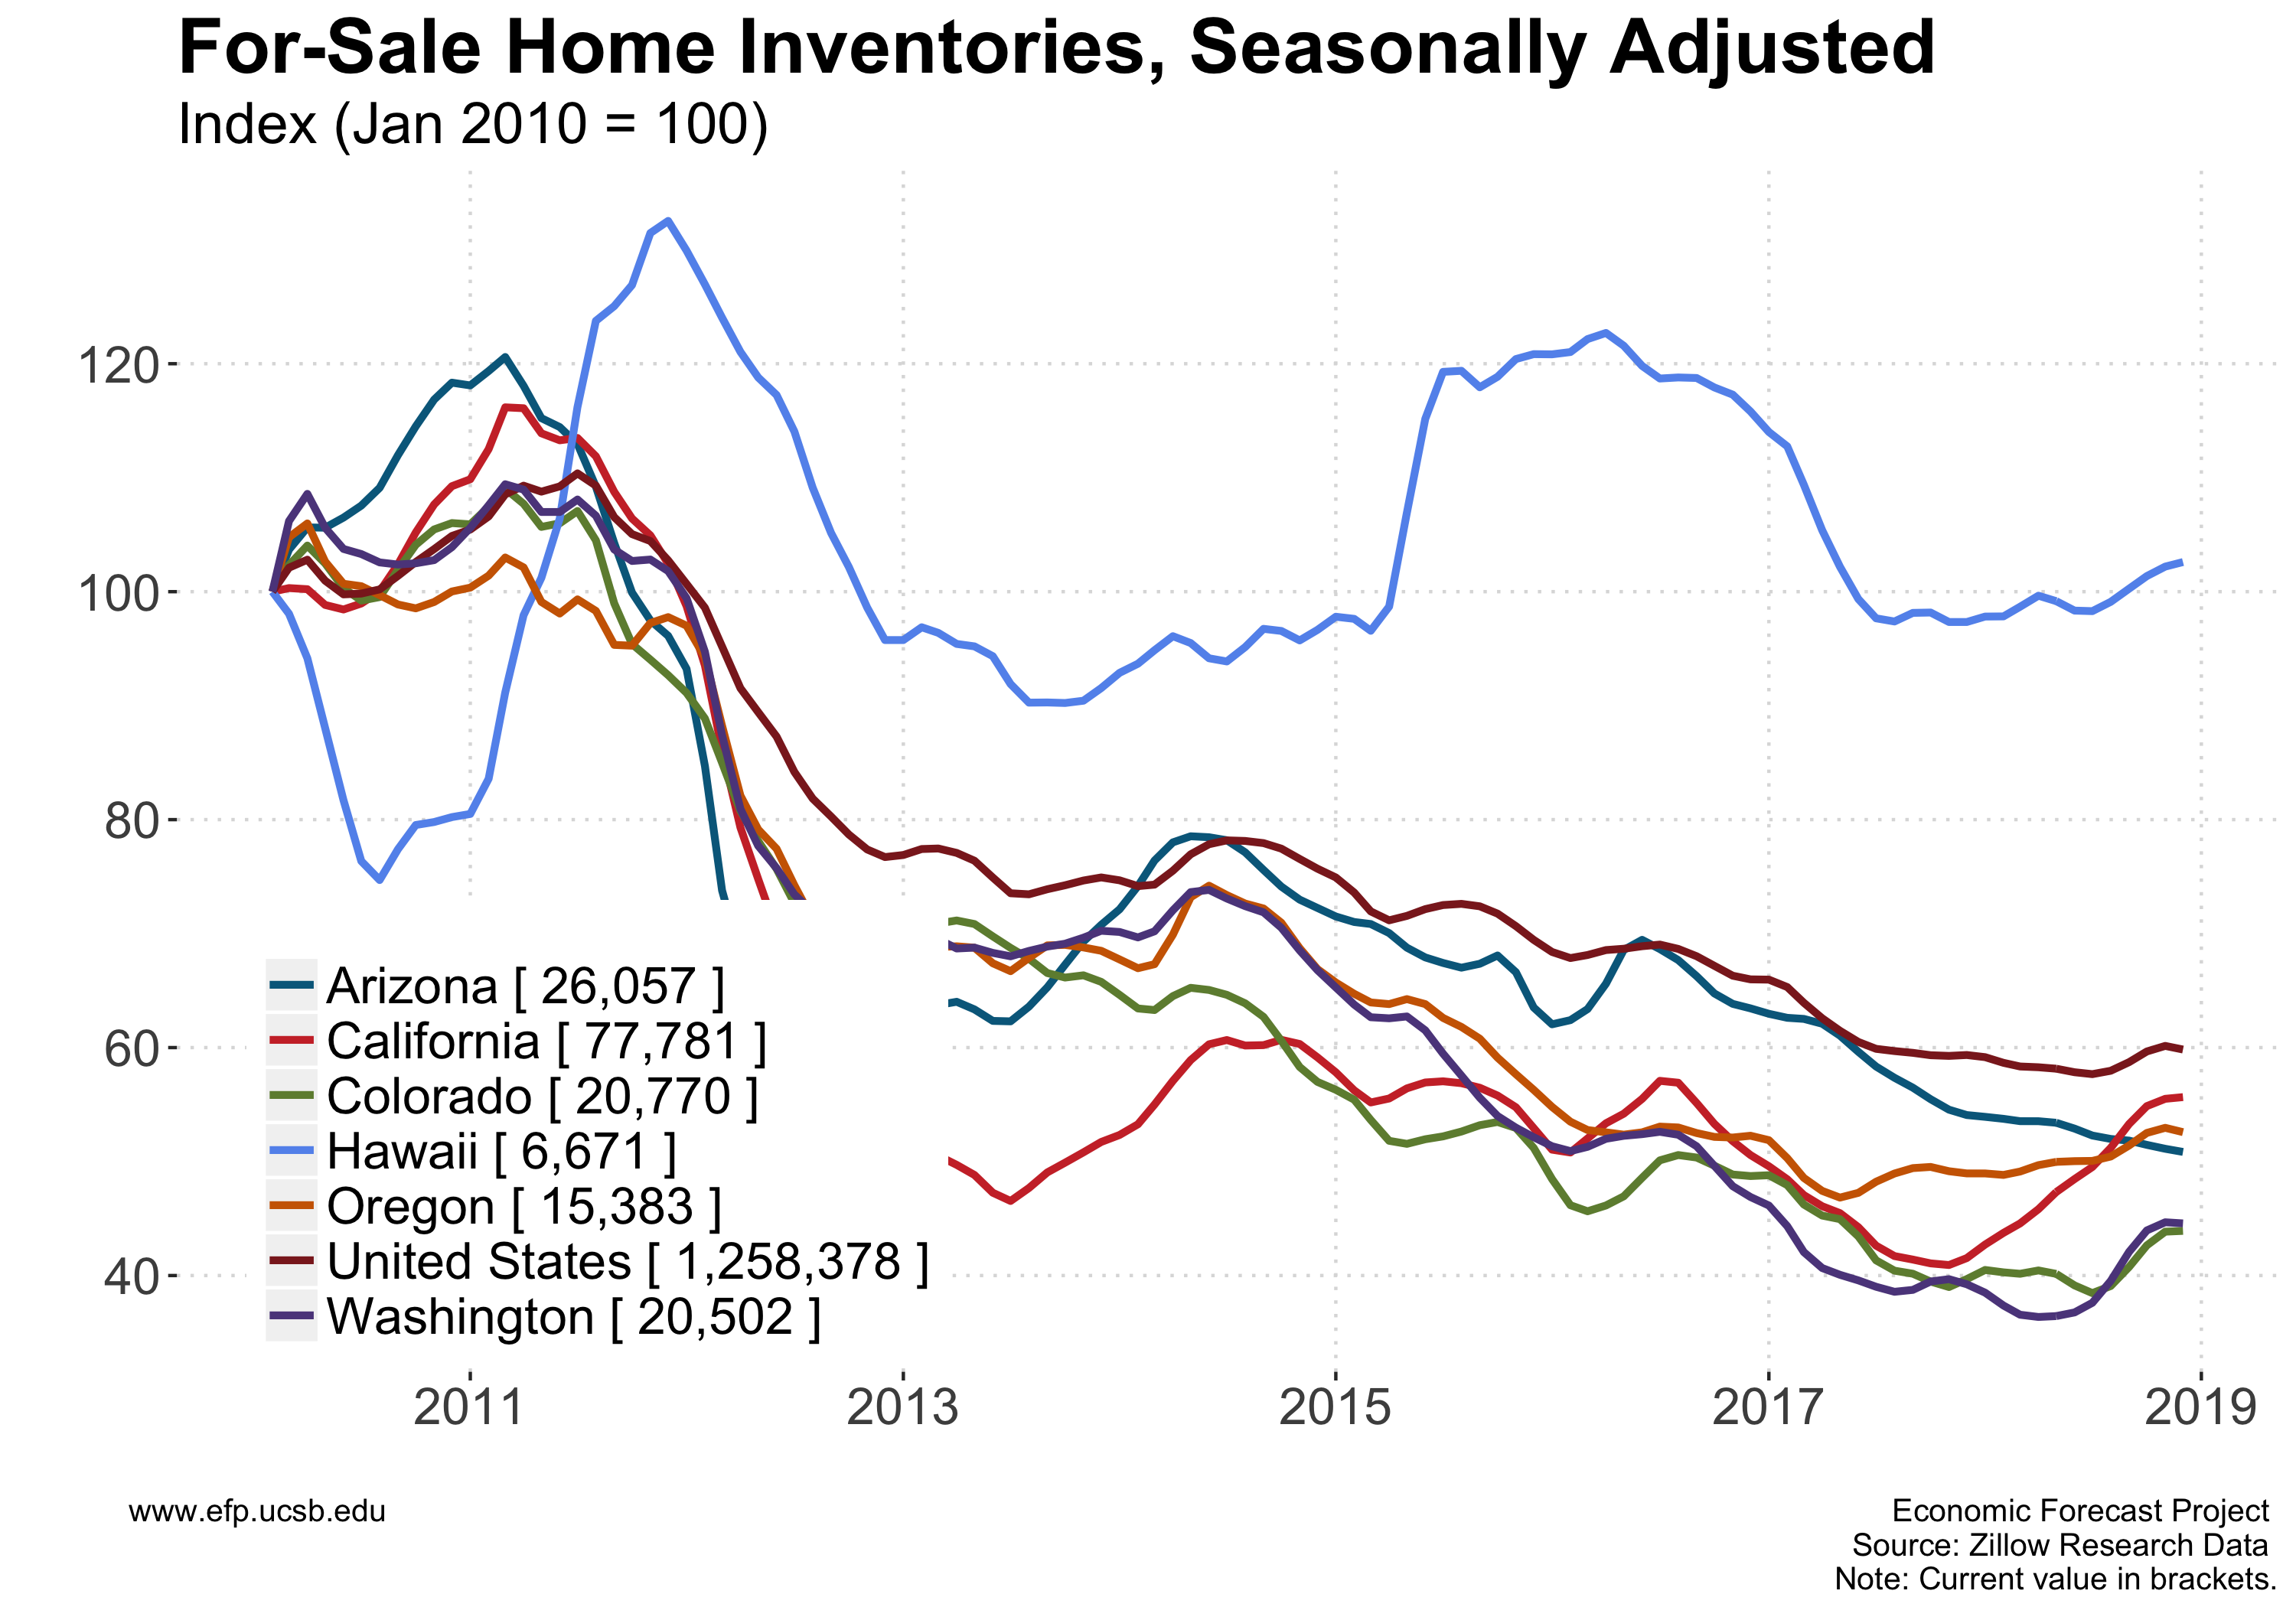 For-Sale Home Inventories, Seasonally Adjusted
Index (Jan 2010 = 100)
120
100
80
60
40
Arizona [ 26,057 ]
California [ 77,781 ]
Colorado [ 20,770 ]
Hawaii [ 6,671 ]
Oregon [ 15,383 ]
United States [ 1,258,378 ]
Washington [ 20,502 ]
2011 2013 2015 2017 2019
www.efp.ucsb.edu
Economic Forecast Project
Source: Zillow Research Data
Note: Current value in brackets.